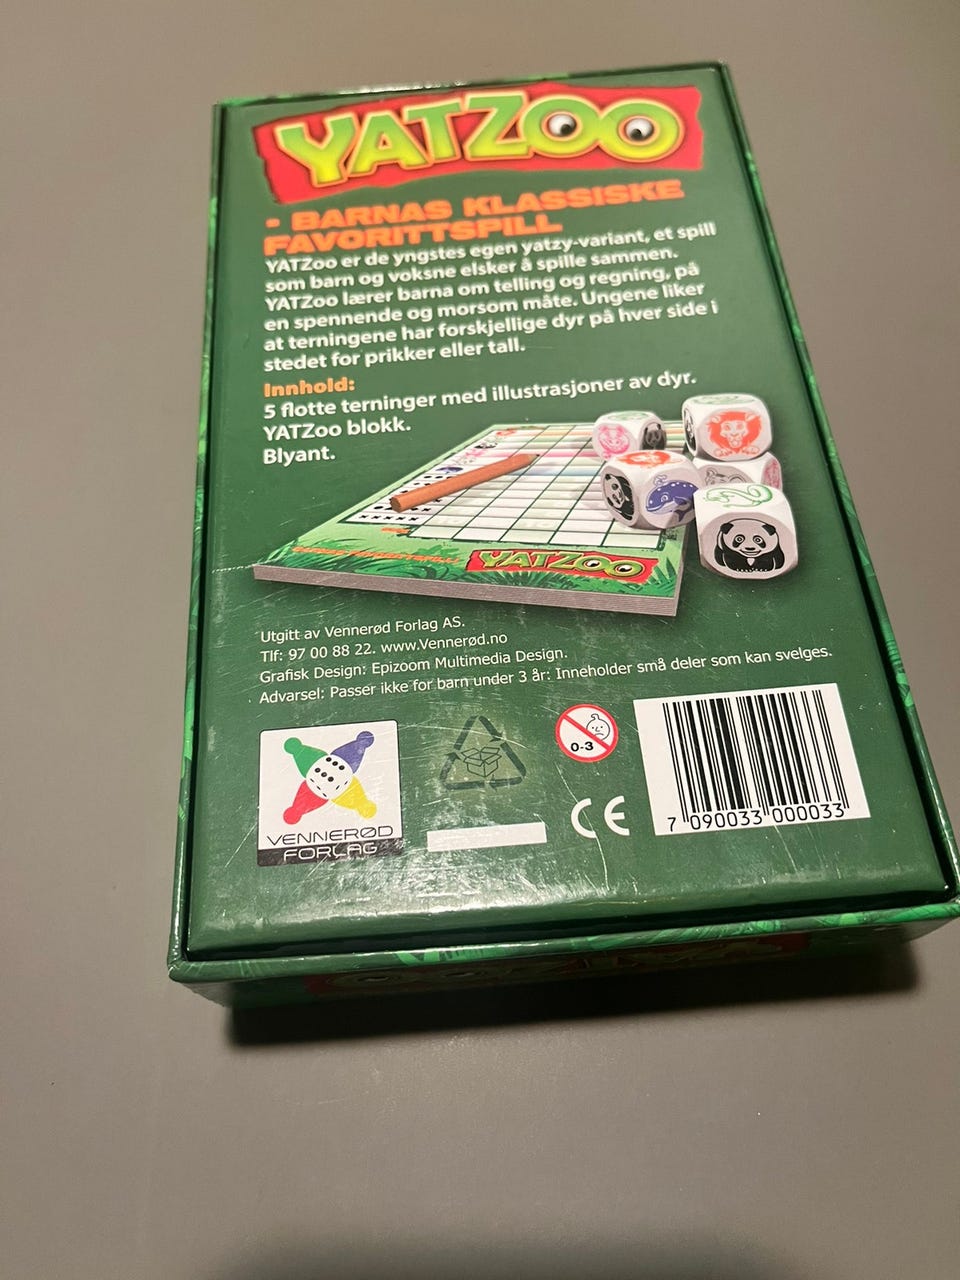 YATZOO
- BARNAS KLASSISKE
FAVORITTSPILL
YATZoo er de yngstes egen yatzy-variant, et spill
som barn og voksne elsker å spille sammen.
YATZoo lærer barna om telling og regning, på
en spennende og morsom måte. Ungene liker
at terningene har forskjellige dyr på hver side i
stedet for prikker eller tall.
Innhold:
5 flotte terninger med illustrasjoner av dyr.
YATZoo blokk.
Blyant.
YATZOO
Utgitt av Vennerød Forlag AS.
Tlf: 97 00 88 22. www.Vennerød.no
Grafisk Design: Epizoom Multimedia Design.
Advarsel: Passer ikke for barn under 3 år: Inneholder små deler som kan svelges.
0-3
CE
VENNERØD
FORLAG
7 090033 000033